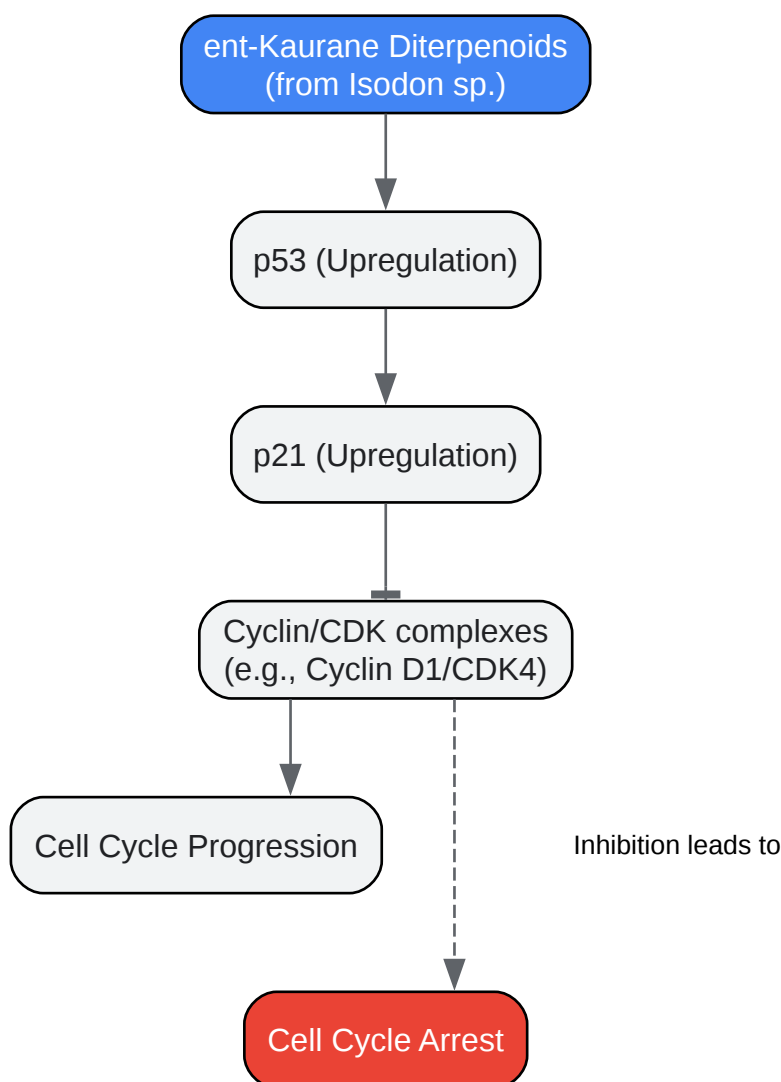 ent-Kaurane Diterpenoids
(from Isodon sp.)
p53 (Upregulation)
p21 (Upregulation)
Cyclin/CDK complexes
(e.g., Cyclin D1/CDK4)
Cell Cycle Progression
Inhibition leads to
Cell Cycle Arrest